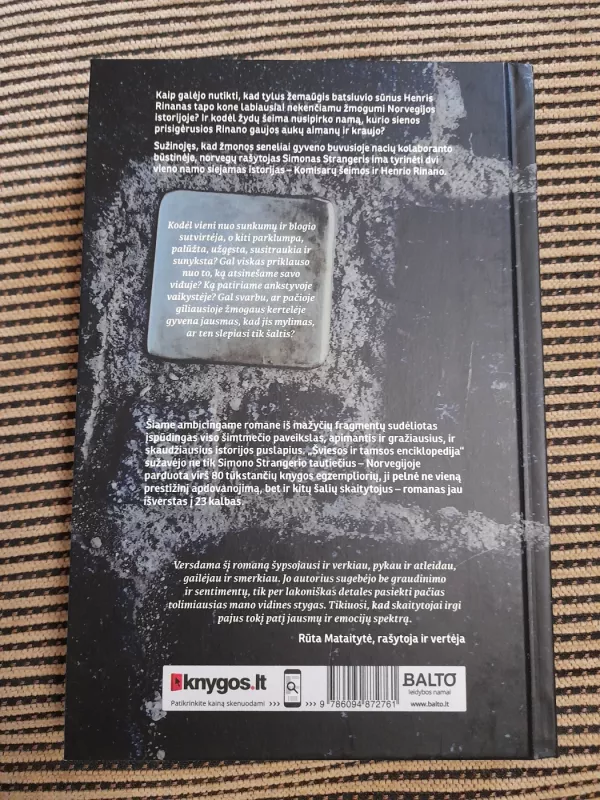 Kaip galėjo nutikti, kad tylus žemaūgis batsiuvio sūnus Henris
Rinanas tapo kone labiausiai nekenčiamu žmogumi Norvegijos
istorijoje? Ir kodėl žydų šeima nusipirko namą, kurio sienos
prisigėrusios Rinano gaujos aukų aimanų ir kraujo?
Sužinojęs, kad žmonos seneliai gyveno buvusioje nacių kolaboranto
būstinėje, norvegų rašytojas Simonas Strangeris ima tyrinėti dvi
vieno namo siejamas istorijas – Komisarų šeimos ir Henrio Rinano.
Kodėl vieni nuo sunkumų ir blogio
sutvirtėja, o kiti parklumpa,
palūžta, užgęsta, susitraukia ir
sunyksta? Gal viskas priklauso
nuo to, ką atsinešame savo
viduje? Ką patiriame ankstyvoje
vaikystėje? Gal svarbu, ar pačioje
giliausioje žmogaus kertelėje
gyvena jausmas, kad jis mylimas,
ar ten slepiasi tik šaltis?
Šiame ambicingame romane iš mažyčių fragmentų sudėliotas
įspūdingas viso šimtmečio paveikslas, apimantis ir gražiausius, ir
skaudžiausius istorijos puslapius. „Šviesos ir tamsos enciklopedija“
sužavėjo ne tik Simono Strangerio tautiečius – Norvegijoje
parduota virš 80 tūkstančių knygos egzempliorių, ji pelnė ne vieną
prestižinį apdovanojimą, bet ir kitų šalių skaitytojus – romanas jau
išverstas į 23 kalbas.
Versdama šį romaną šypsojausi ir verkiau, pykau ir atleidau,
gailėjau ir smerkiau. Jo autorius sugebėjo be graudinimo
ir sentimentų, tik per lakoniškas detales pasiekti pačias
tolimiausias mano vidines stygas. Tikiuosi, kad skaitytojai irgi
pajus tokį patį jausmų ir emocijų spektrą.
Rūta Mataitytė, rašytoja ir vertėja
knygos.lt
Patikrinkite kainą skenuodami >>> >>>
9 786094 872761
BALTO
leidybos namai
www.balto.lt